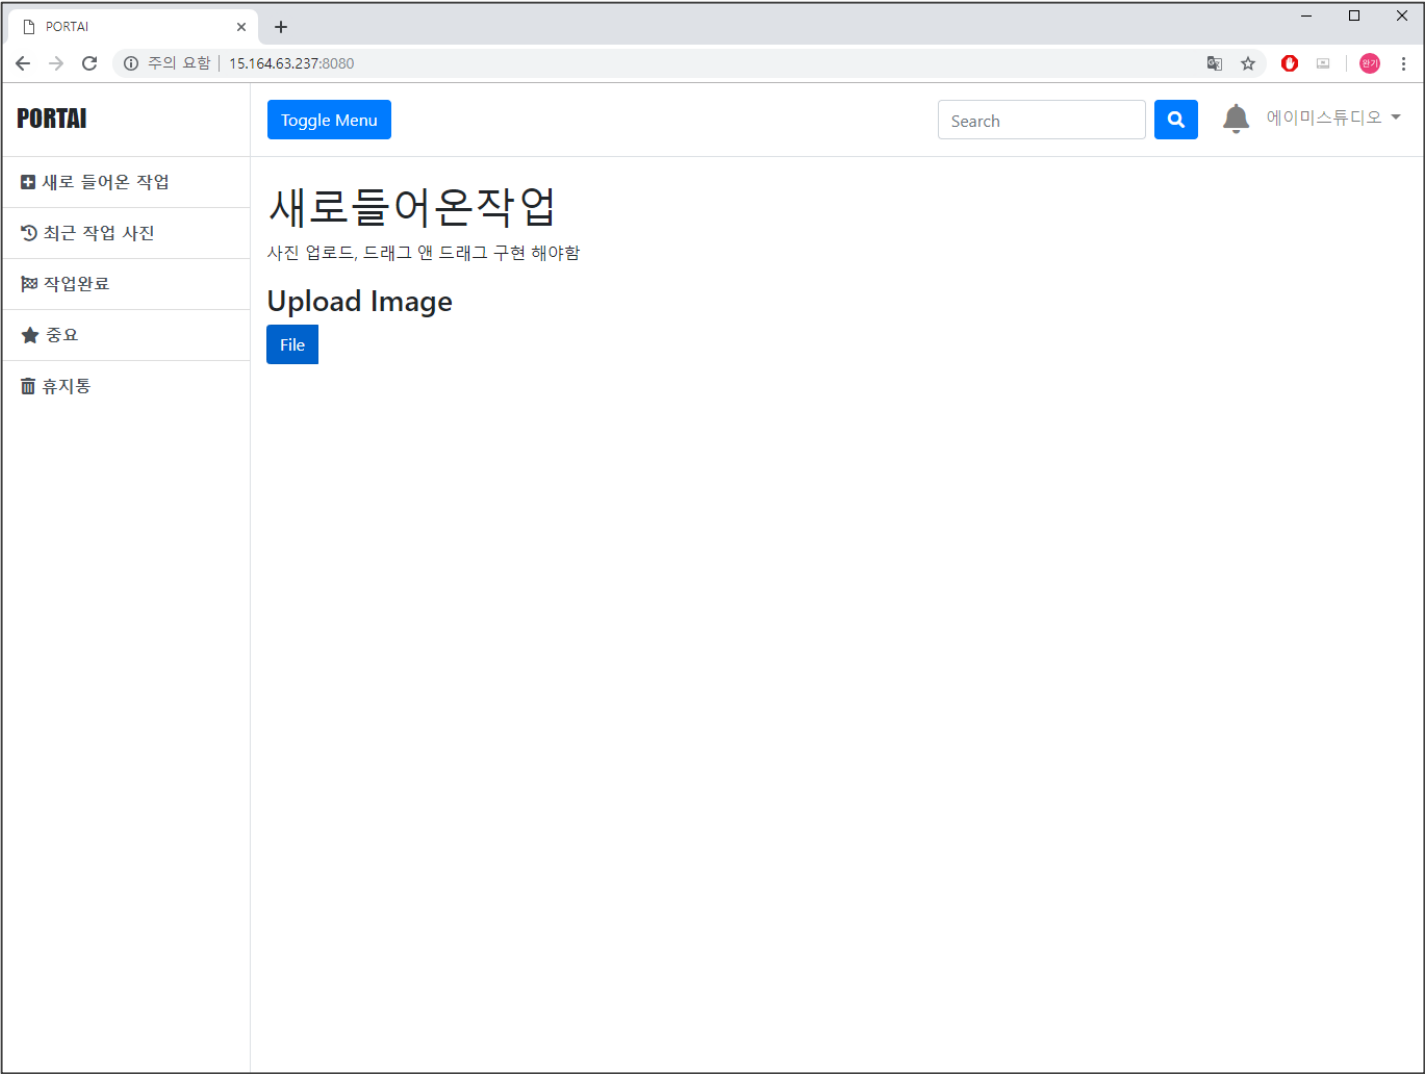 PORTAI
주의 요함 | 15.164.63.237:8080
완기
PORTAI
Toggle Menu
Search
에이미스튜디오
새로 들어온 작업
최근 작업 사진
작업완료
중요
휴지통
새로들어온작업
사진 업로드, 드래그 앤 드래그 구현 해야함
Upload Image
File